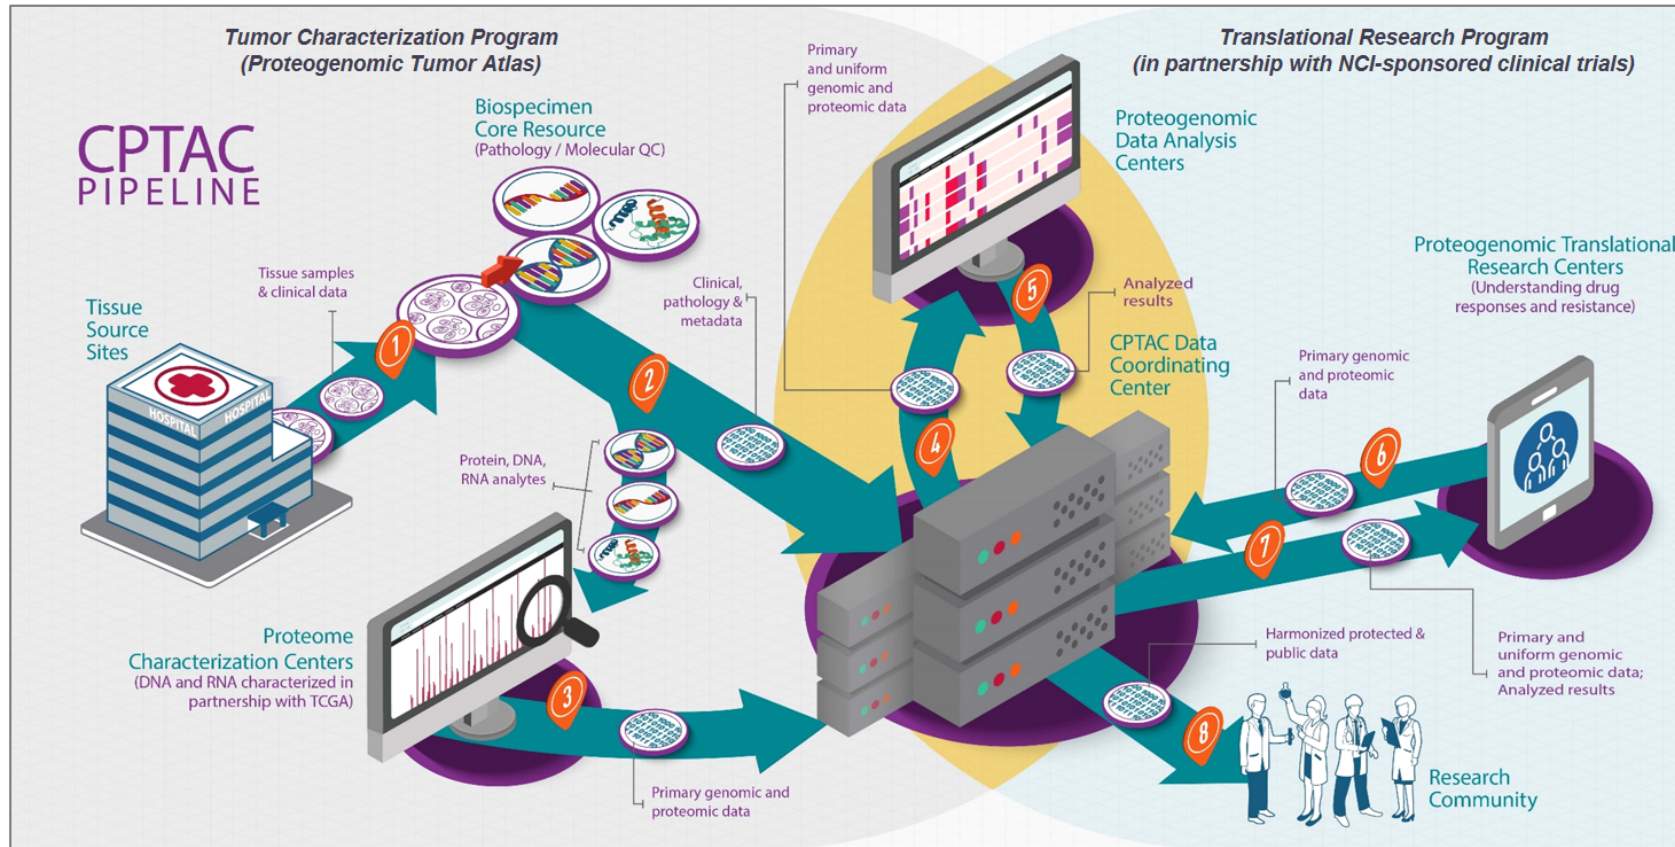 Tumor Characterization Program
(Proteogenomic Tumor Atlas)
Translational Research Program
(in partnership with NCI-sponsored clinical trials)
CPTAC
PIPELINE
Biospecimen
Core Resource
(Pathology / Molecular QC)
Primary
and uniform
genomic and
proteomic data
Proteogenomic
Data Analysis
Centers
Tissue samples
& clinical data
Tissue
Source
Sites
HOSPITAL
HOSPITAL
1
2
Clinical,
pathology &
metadata
Protein, DNA,
RNA analytes
Proteome
Characterization Centers
(DNA and RNA characterized in
partnership with TCGA)
3
Primary genomic and
proteomic data
4
5
Analyzed
results
CPTAC Data
Coordinating
Center
Proteogenomic Translational
Research Centers
(Understanding drug
responses and resistance)
Primary genomic
and proteomic
data
6
7
Primary and
uniform genomic
and proteomic data;
Analyzed results
Harmonized protected &
public data
8
Research
Community